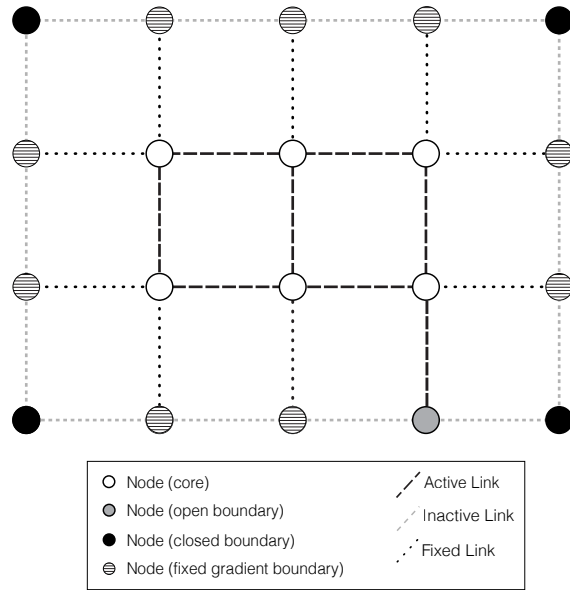 Node (core)
Node (open boundary)
Node (closed boundary)
Node (fixed gradient boundary)
Active Link
Inactive Link
Fixed Link